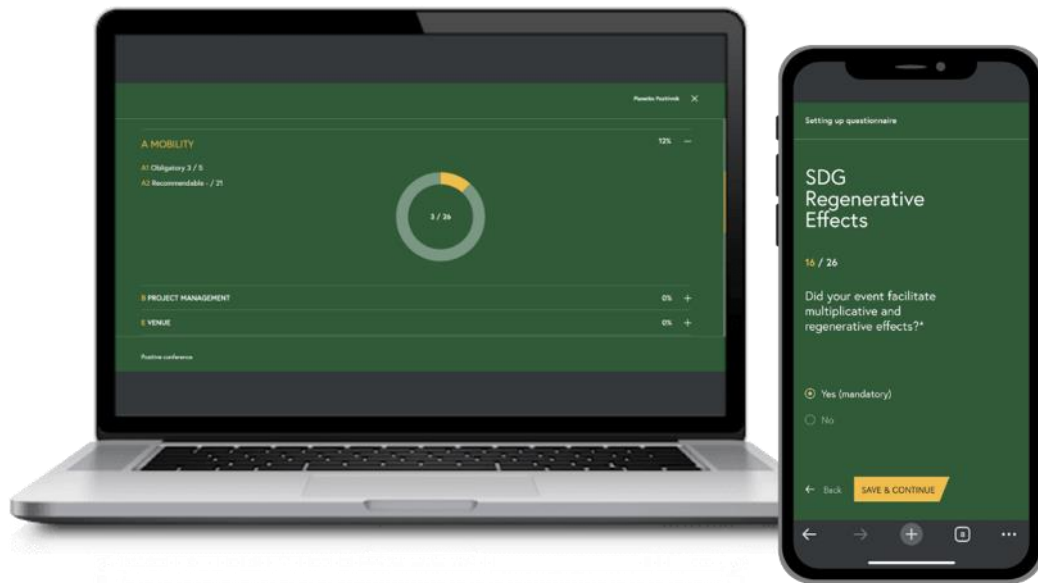 A MOBILITY
12%
A1 Obligatory 3 / 5
A2 Recommendable - / 21
3 / 26
B PROJECT MANAGEMENT 0% +
E VENUE 0% +
Positive conference
Setting up questionnaire
SDG
Regenerative
Effects
16 / 26
Did your event facilitate
multiplicative and
regenerative effects?*
Yes (mandatory)
No
Back
SAVE & CONTINUE